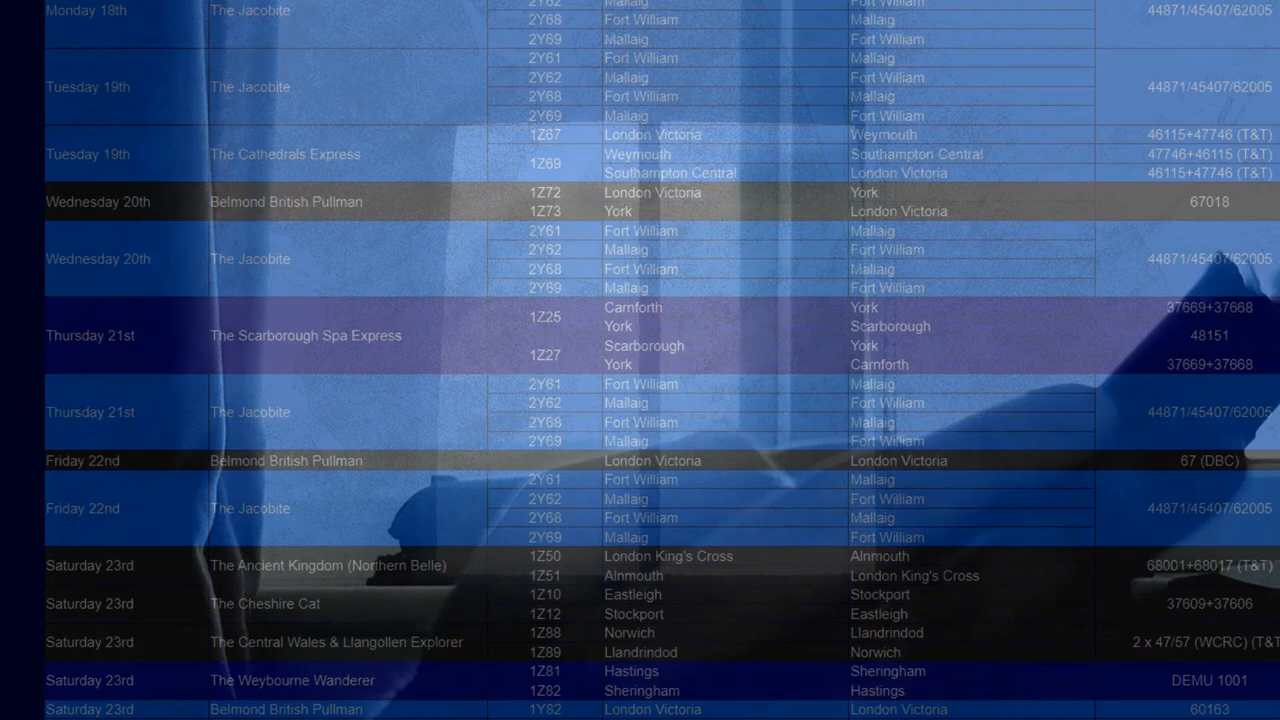 Monday 18th The Jacobite 2Y62 Mallaig Fort William 44871/45407/62005
2Y68 Fort William Mallaig
2Y69 Mallaig Fort William
Tuesday 19th The Jacobite 2Y61 Fort William Mallaig 44871/45407/62005
2Y62 Mallaig Fort William
2Y68 Fort William Mallaig
2Y69 Mallaig Fort William
Tuesday 19th The Cathedrals Express 1Z67 London Victoria Weymouth 46115+47746 (T&T)
1Z69 Weymouth Southampton Central 47746+46115 (T&T)
Southampton Central London Victoria 46115+47746 (T&T)
Wednesday 20th Belmond British Pullman 1Z72 London Victoria York 67018
1Z73 York London Victoria
Wednesday 20th The Jacobite 2Y61 Fort William Mallaig 44871/45407/62005
2Y62 Mallaig Fort William
2Y68 Fort William Mallaig
2Y69 Mallaig Fort William
Thursday 21st The Scarborough Spa Express 1Z25 Carnforth York 37669+37668
York Scarborough 48151
1Z27 Scarborough York
York Carnforth 37669+37668
Thursday 21st The Jacobite 2Y61 Fort William Mallaig 44871/45407/62005
2Y62 Mallaig Fort William
2Y68 Fort William Mallaig
2Y69 Mallaig Fort William
Friday 22nd Belmond British Pullman London Victoria London Victoria 67 (DBC)
Friday 22nd The Jacobite 2Y61 Fort William Mallaig 44871/45407/62005
2Y62 Mallaig Fort William
2Y68 Fort William Mallaig
2Y69 Mallaig Fort William
Saturday 23rd The Ancient Kingdom (Northern Belle) 1Z50 London King's Cross Alnmouth 68001+68017 (T&T)
1Z51 Alnmouth London King's Cross
Saturday 23rd The Cheshire Cat 1Z10 Eastleigh Stockport 37609+37606
1Z12 Stockport Eastleigh
Saturday 23rd The Central Wales & Llangollen Explorer 1Z88 Norwich Llandrindod 2 x 47/57 (WCRC) (T&T
1Z89 Llandrindod Norwich
Saturday 23rd The Weybourne Wanderer 1Z81 Hastings Sheringham DEMU 1001
1Z82 Sheringham Hastings
Saturday 23rd Belmond British Pullman 1Y82 London Victoria London Victoria 60163